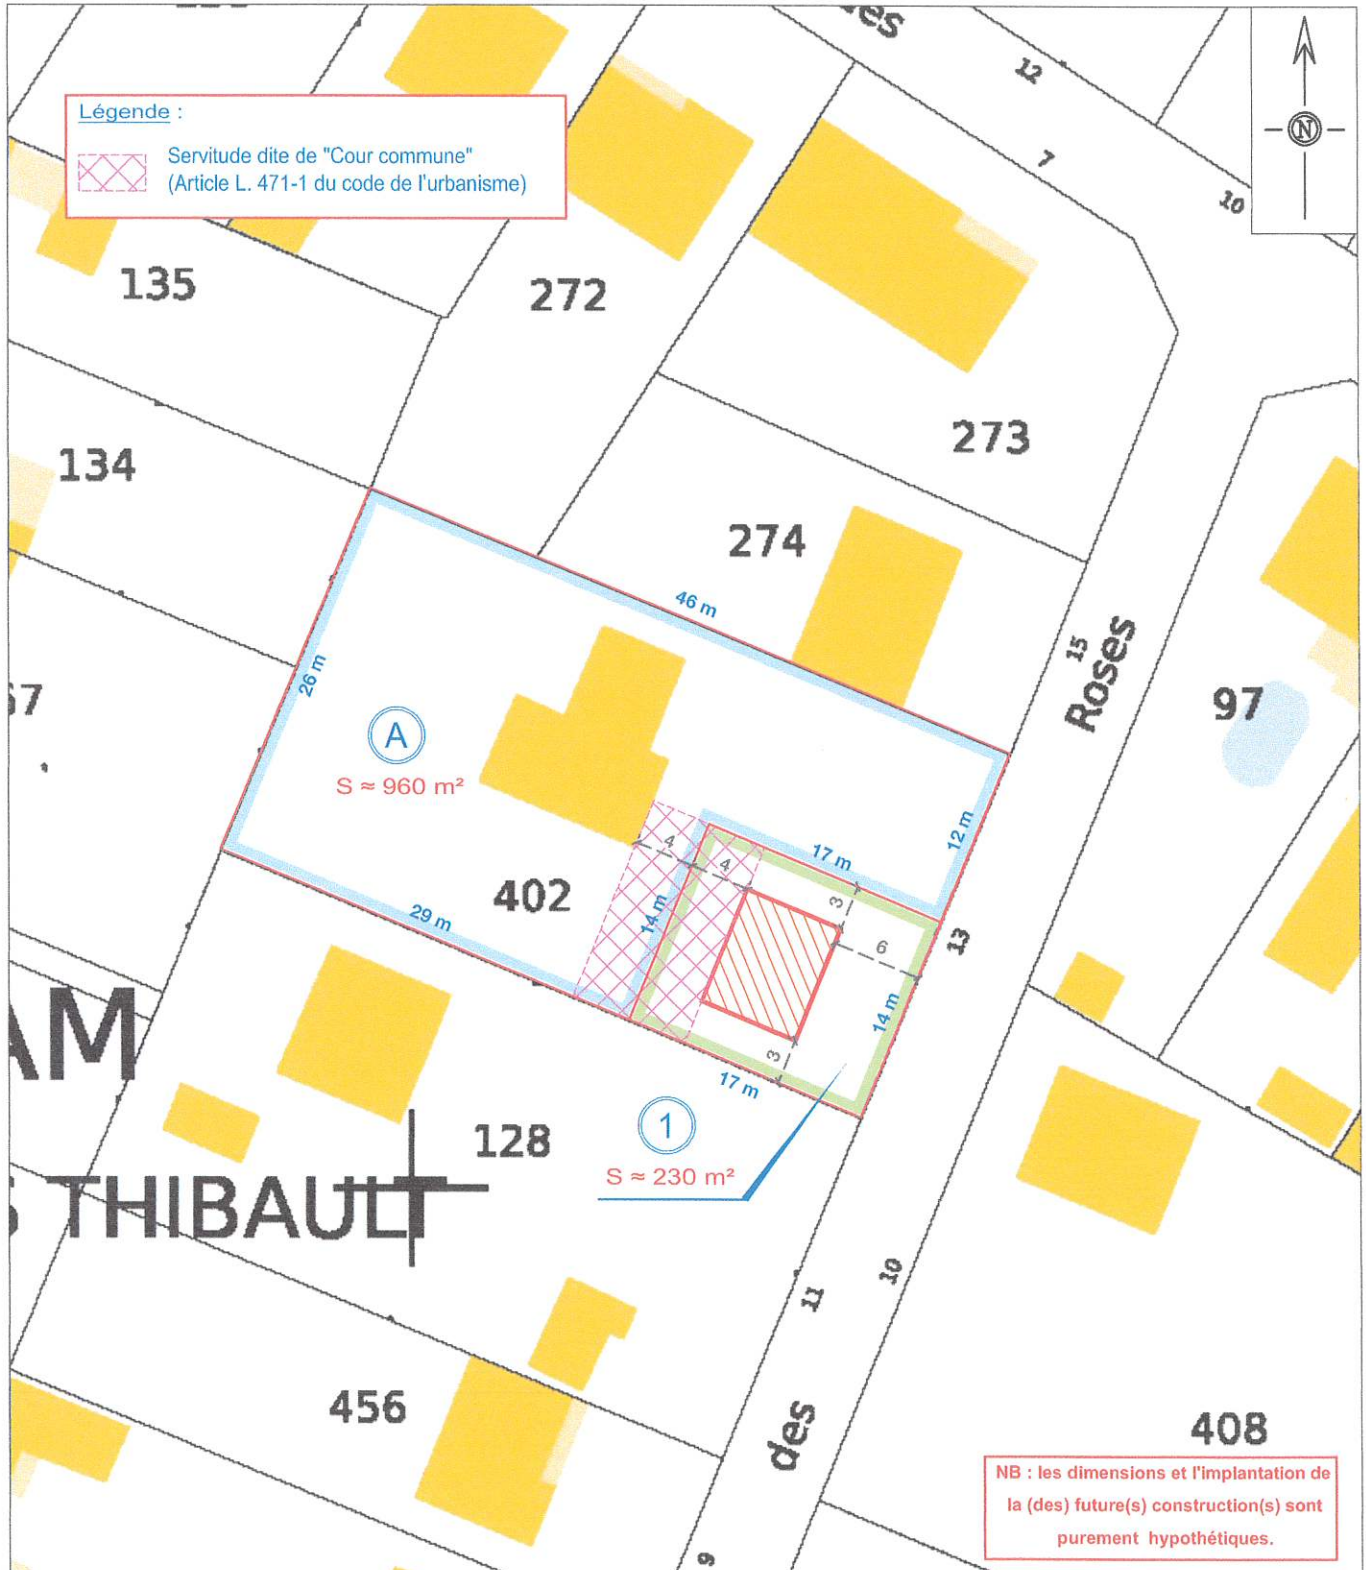 des
12
N
Légende :
Servitude dite de "Cour commune"
(Article L. 471-1 du code de l'urbanisme)
7
10
135
272
273
134
274
46 m
15
Roses
26 m
67
97
A
S ≈ 960 m²
12 m
4
4
17 m
402
3
14 m
29 m
13
6
14 m
AM
3
17 m
1
128
S ≈ 230 m²
THIBAULT
10
11
456
des
408
NB : les dimensions et l'implantation de
la (des) future(s) construction(s) sont
purement hypothétiques.
9